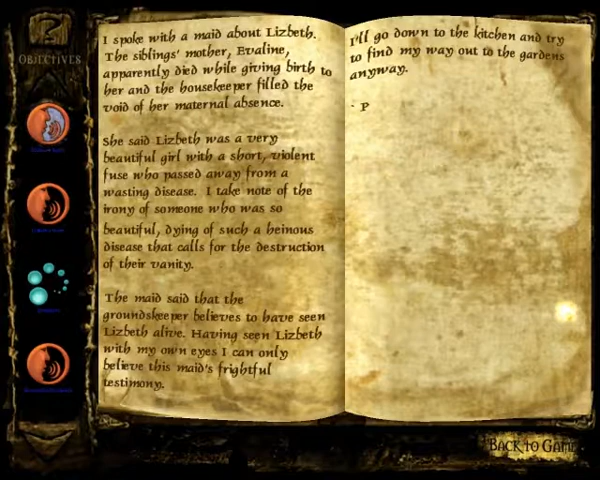 OBJECTIVES
I spoke with a maid about Lizbeth.
The siblings' mother, Evaline,
apparently died while giving birth to
her and the housekeeper filled the
void of her maternal absence.
She said Lizbeth was a very
beautiful girl with a short, violent
fuse who passed away from a
wasting disease. I take note of the
irony of someone who was so
beautiful, dying of such a heinous
disease that calls for the destruction
of their vanity.
The maid said that the
groundskeeper believes to have seen
Lizbeth alive. Having seen Lizbeth
with my own eyes I can only
believe this maid's frightful
testimony.
I'll go down to the kitchen and try
to find my way out to the gardens
anyway.
- P
BACK TO GAME